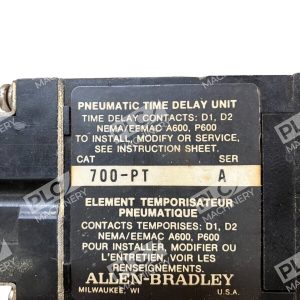 PNEUMATIC TIME DELAY UNIT
TIME DELAY CONTACTS: D1, D2
NEMA/EEMAC A600, P600
TO INSTALL, MODIFY OR SERVICE,
SEE INSTRUCTION SHEET.
CAT SER
700-PT A
ELEMENT TEMPORISATEUR
PNEUMATIQUE
CONTACTS TEMPORISES: D1, D2
NEMA/EEMAC A600, P600
POUR INSTALLER, MODIFIER OU
L'ENTRETIEN, VOIR LES
RENSEIGNEMENTS.
ALLEN-BRADLEY
MILWAUKEE, WI U.S.A.